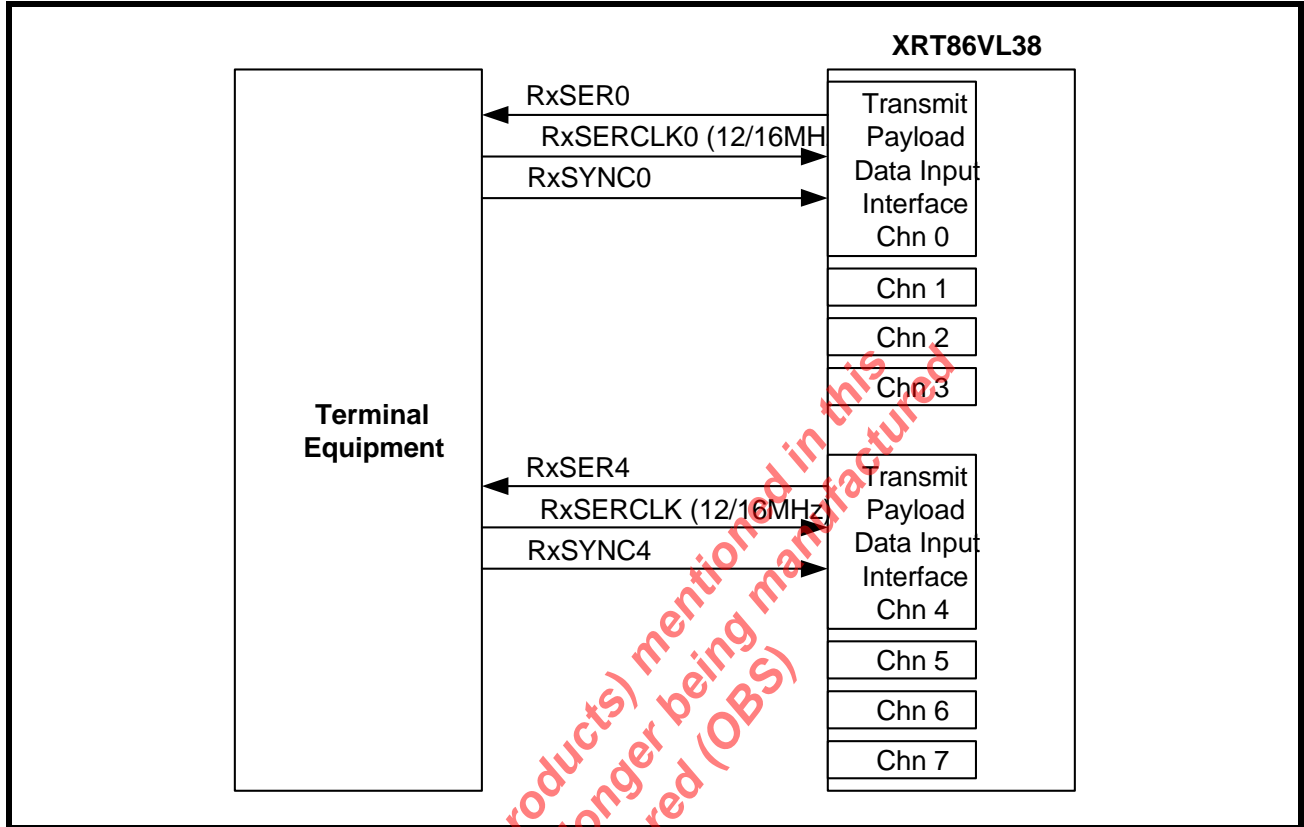 XRT86VL38
RxSER0
RxSERCLK0 (12/16MH
RxSYNC0
Transmit
Payload
Data Input
Interface
Chn 0
Chn 1
Chn 2
Chn 3
Terminal
Equipment
RxSER4
RxSERCLK (12/16MHz)
RxSYNC4
Transmit
Payload
Data Input
Interface
Chn 4
Chn 5
Chn 6
Chn 7
roducts) mentioned in this
onger being manufactured
red (OBS)